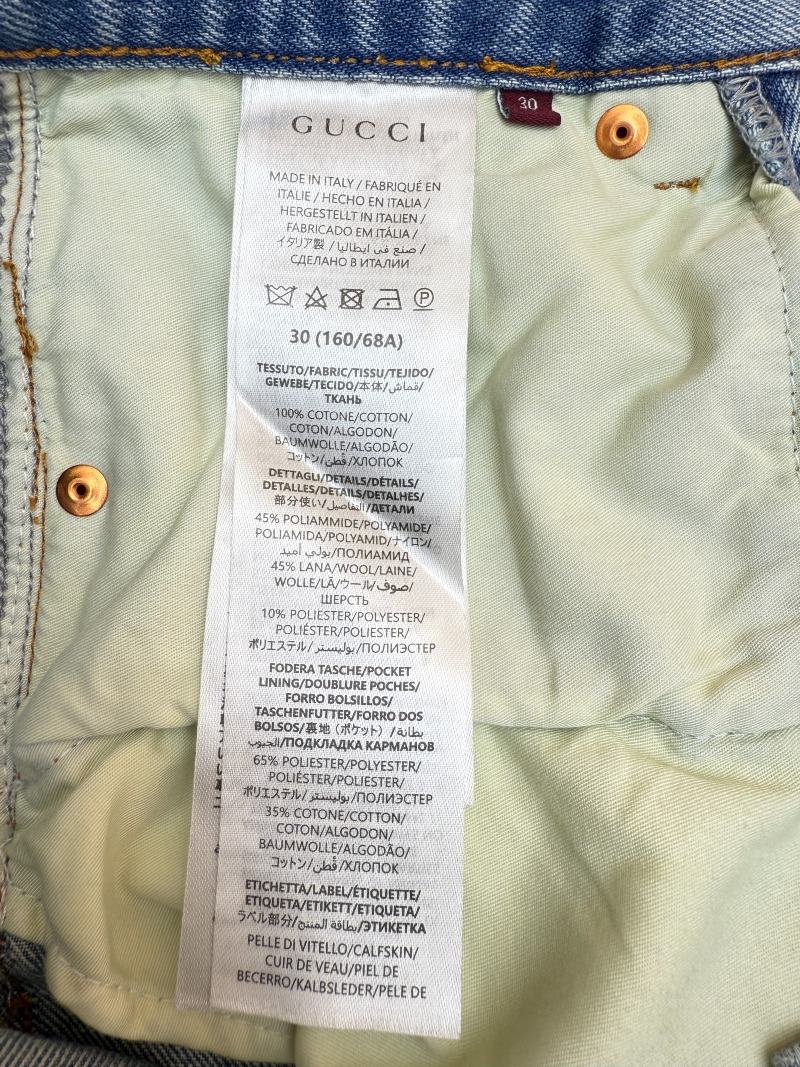 GUCCI
30
MADE IN ITALY / FABRIQUÉ EN
ITALIE / HECHO EN ITALIA /
HERGESTELLT IN ITALIEN /
FABRICADO EM ITÁLIA /
イタリア製 / صنع في ايطاليا /
СДЕЛАНО В ИТАЛИИ
P
30 (160/68A)
TESSUTO/FABRIC/TISSU/TEJIDO/
GEWEBE/TECIDO/本体/قماش/
ТКАНЬ
100% COTONE/COTTON/
COTON/ALGODON/
BAUMWOLLE/ALGODÃO/
コットン/قطن/ХЛОПОК
DETTAGLI/DETAILS/DÉTAILS/
DETALLES/DETAILS/DETALHES/
部分使い/التفاصيل/ДЕТАЛИ
45% POLIAMMIDE/POLYAMIDE/
POLIAMIDA/POLYAMID/ナイロン/
بولي أميد/ПОЛИАМИД
45% LANA/WOOL/LAINE/
WOLLE/LÃ/ウール/صوف/
ШЕРСТЬ
10% POLIESTER/POLYESTER/
POLIÉSTER/POLIESTER/
ポリエステル/بوليستر/ПОЛИЭСТЕР
FODERA TASCHE/POCKET
LINING/DOUBLURE POCHES/
FORRO BOLSILLOS/
TASCHENFUTTER/FORRO DOS
BOLSOS/裏地（ポケット）/بطانة
الجيوب/ПОДКЛАДКА КАРМАНОВ
65% POLIESTER/POLYESTER/
POLIÉSTER/POLIESTER/
ポリエステル/بوليستر/ПОЛИЭСТЕР
35% COTONE/COTTON/
COTON/ALGODON/
BAUMWOLLE/ALGODÃO/
コットン/قطن/ХЛОПОК
ETICHETTA/LABEL/ÉTIQUETTE/
ETIQUETA/ETIKETT/ETIQUETA/
ラベル部分/بطاقة المنتج/ЭТИКЕТКА
PELLE DI VITELLO/CALFSKIN/
CUIR DE VEAU/PIEL DE
BECERRO/KALBSLEDER/PELE DE